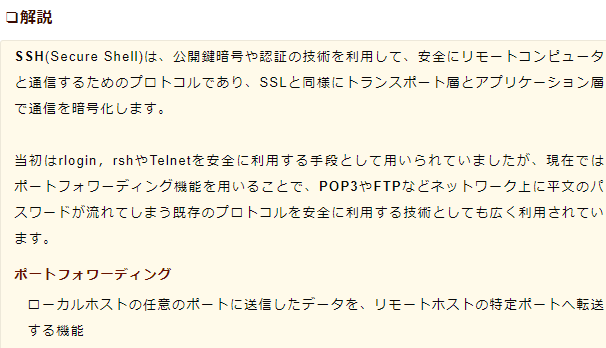 ❏解説
SSH(Secure Shell)は、公開鍵暗号や認証の技術を利用して、安全にリモートコンピュータ
と通信するためのプロトコルであり、SSLと同様にトランスポート層とアプリケーション層
で通信を暗号化します。
当初はrlogin，rshやTelnetを安全に利用する手段として用いられていましたが、現在では
ポートフォワーディング機能を用いることで、POP3やFTPなどネットワーク上に平文のパ
スワードが流れてしまう既存のプロトコルを安全に利用する技術としても広く利用されてい
ます。
ポートフォワーディング
ローカルホストの任意のポートに送信したデータを、リモートホストの特定ポートへ転送
する機能